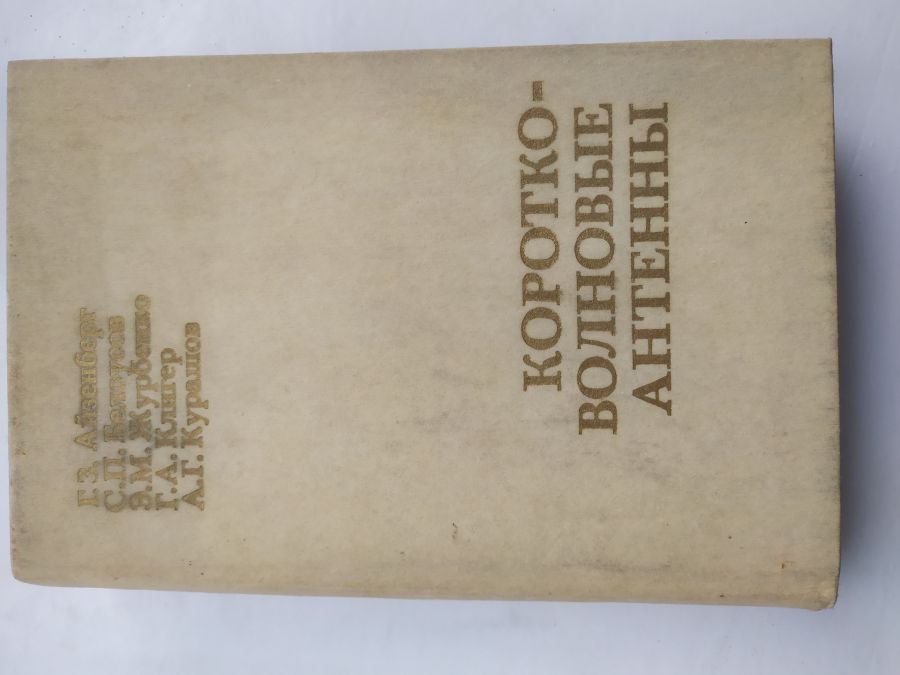 Г.З. Айзенберг
С.П. Белоусов
Э.М. Журбенко
Г.А. Клигер
А.Г. Курашов
КОРОТКО-
ВОЛНОВЫЕ
АНТЕННЫ